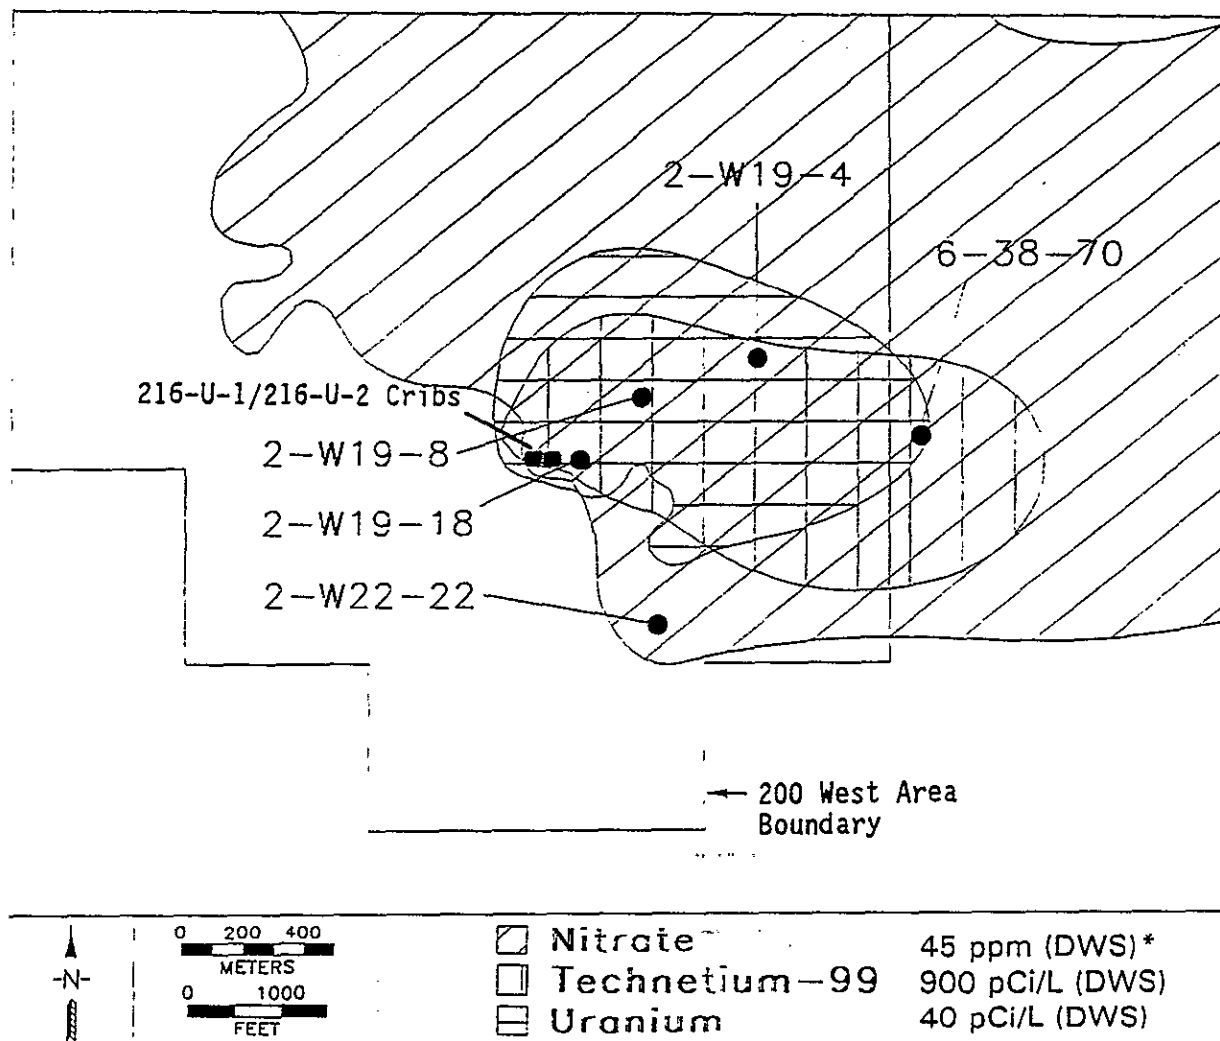 2-W19-4
6-38-70
216-U-1/216-U-2 Cribs
2-W19-8
2-W19-18
2-W22-22
200 West Area
Boundary
0 200 400
METERS
-N-
0 1000
FEET
Nitrate 45 ppm (DWS)*
Technetium-99 900 pCi/L (DWS)
Uranium 40 pCi/L (DWS)